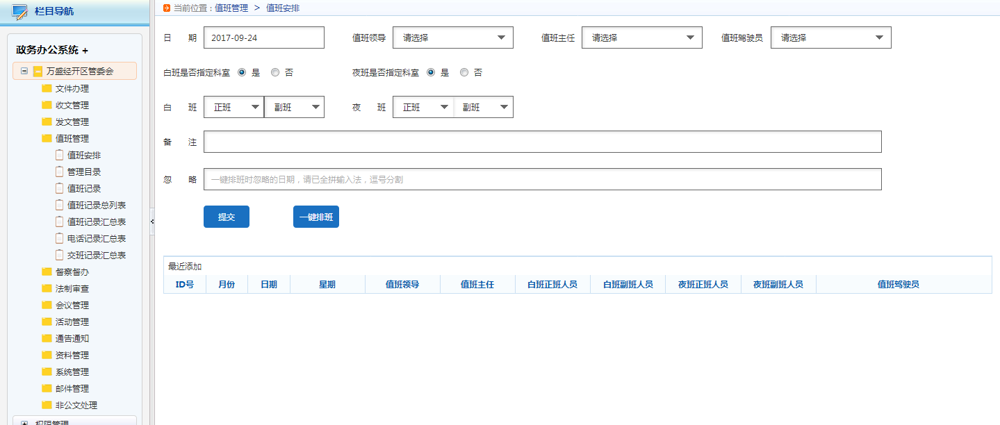 栏目导航
政务办公系统 +
万盛经开区管委会
文件办理
收文管理
发文管理
值班管理
值班安排
管理目录
值班记录
值班记录总列表
值班记录汇总表
电话记录汇总表
交班记录汇总表
督察督办
法制审查
会议管理
活动管理
通告通知
资料管理
系统管理
邮件管理
非公文处理
权限管理
当前位置：值班管理 > 值班安排
日 期 2017-09-24 值班领导 请选择 值班主任 请选择 值班驾驶员 请选择
白班是否指定科室 是 否 夜班是否指定科室 是 否
白 班 正班 副班 夜 班 正班 副班
备 注
忽 略 一键排班时忽略的日期，请已全拼输入法，逗号分割
提交 一键排班
最近添加
ID号 月份 日期 星期 值班领导 值班主任 白班正班人员 白班副班人员 夜班正班人员 夜班副班人员 值班驾驶员